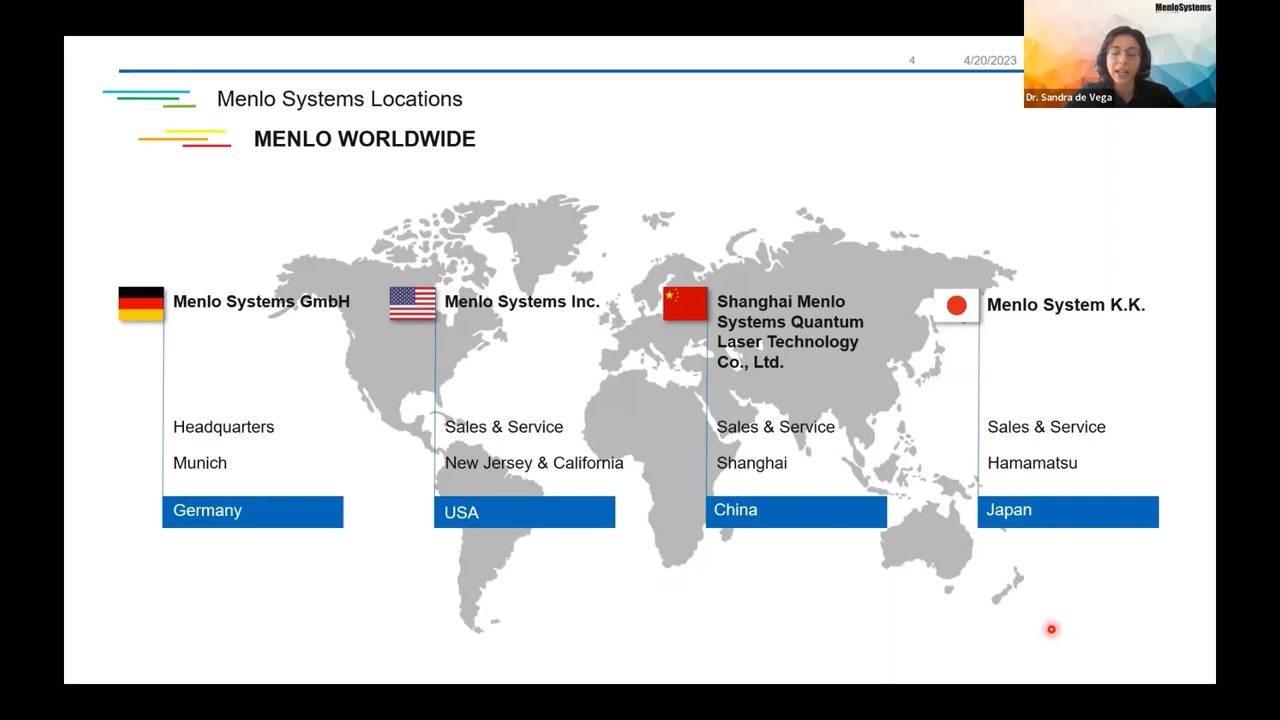 MenloSystems
Dr. Sandra de Vega
4 4/20/2023
Menlo Systems Locations
MENLO WORLDWIDE
Menlo Systems GmbH
Headquarters
Munich
Germany
Menlo Systems Inc.
Sales & Service
New Jersey & California
USA
Shanghai Menlo
Systems Quantum
Laser Technology
Co., Ltd.
Sales & Service
Shanghai
China
Menlo System K.K.
Sales & Service
Hamamatsu
Japan